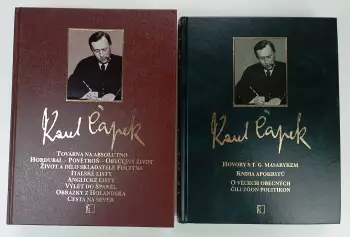 Karel Čapek
TOVÁRNA NA ABSOLUTNO
HORDUBAL – POVĚTROŇ – OBYČEJNÝ ŽIVOT
ŽIVOT A DÍLO SKLADATELE FOLTÝNA
ITALSKÉ LISTY
ANGLICKÉ LISTY
VÝLET DO ŠPANĚL
OBRÁZKY Z HOLANDSKA
CESTA NA SEVER
Karel Čapek
HOVORY S T. G. MASARYKEM
KNIHA APOKRYFŮ
O VĚCECH OBECNÝCH
ČILI ZÓON POLITIKON